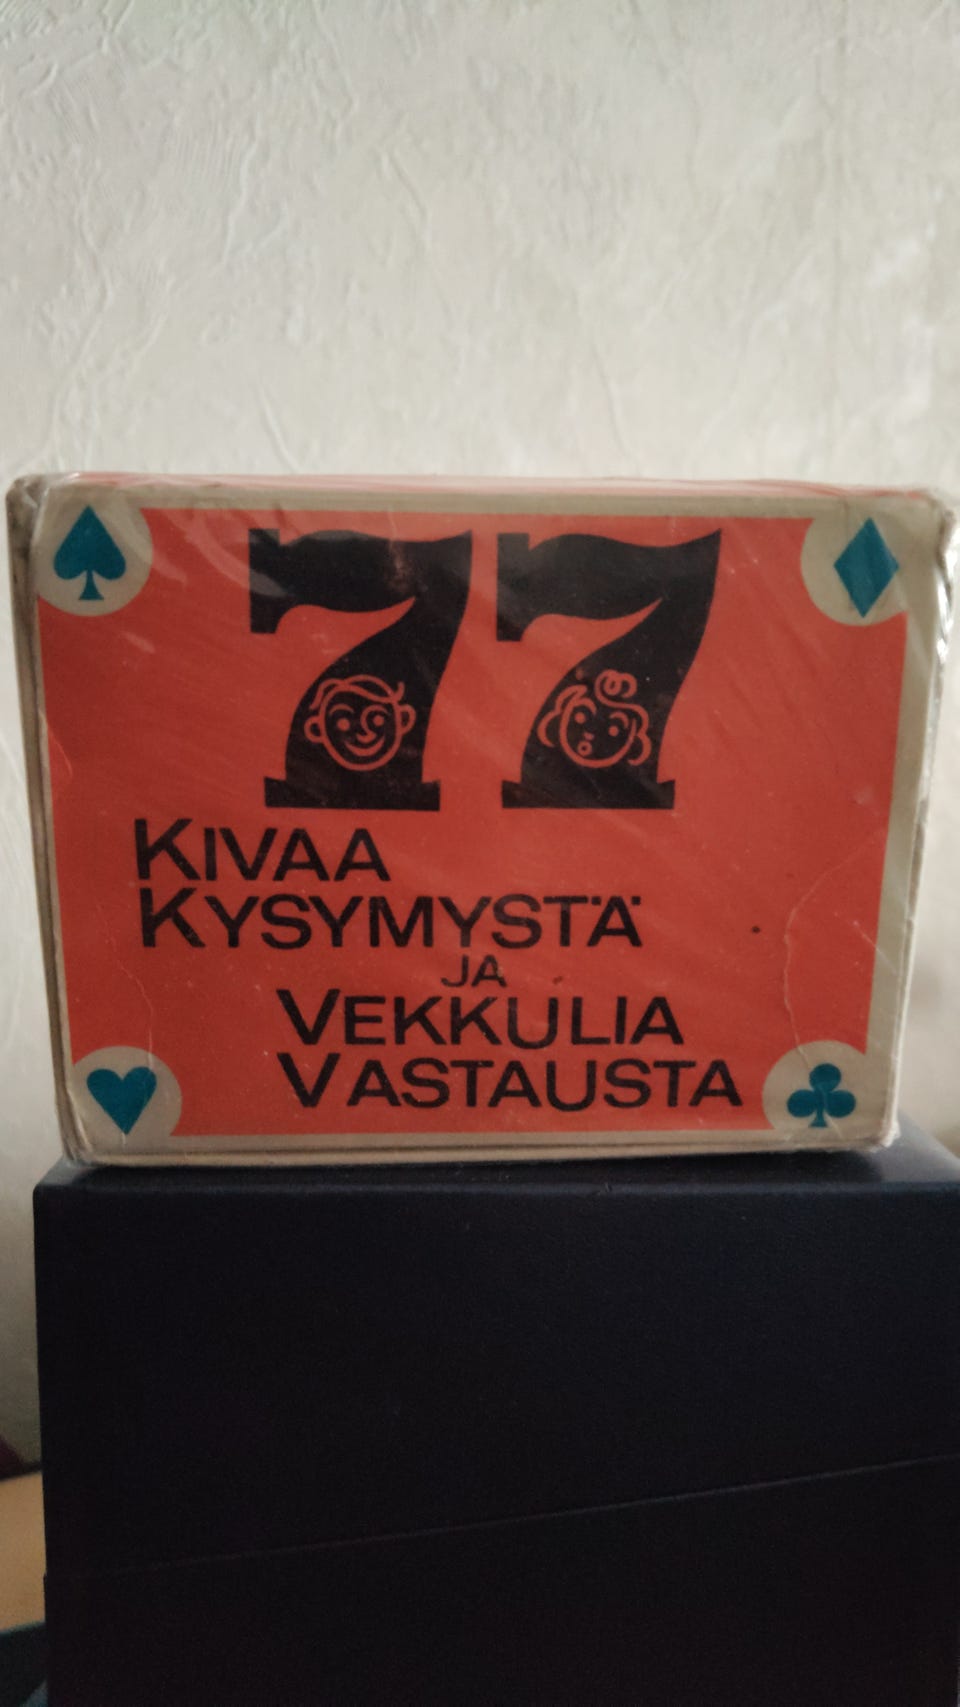 77
KIVAA
KYSYMYSTÄ
JA
VEKKULIA
VASTAUSTA